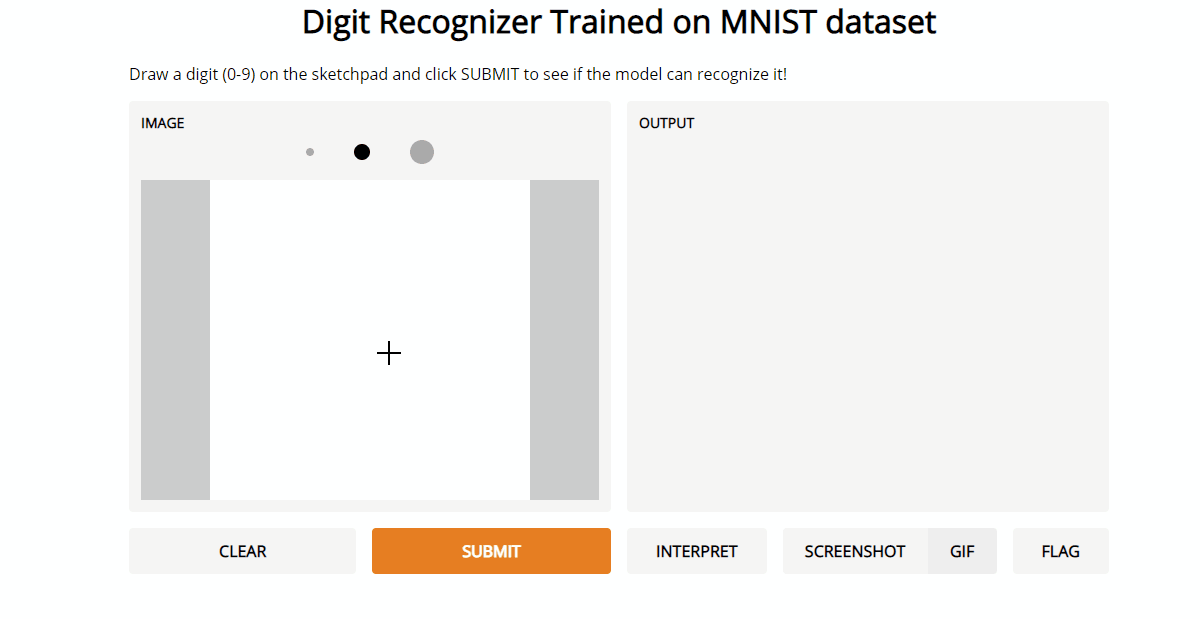 Digit Recognizer Trained on MNIST dataset
Draw a digit (0-9) on the sketchpad and click SUBMIT to see if the model can recognize it!
IMAGE
OUTPUT
CLEAR
SUBMIT
INTERPRET
SCREENSHOT
GIF
FLAG